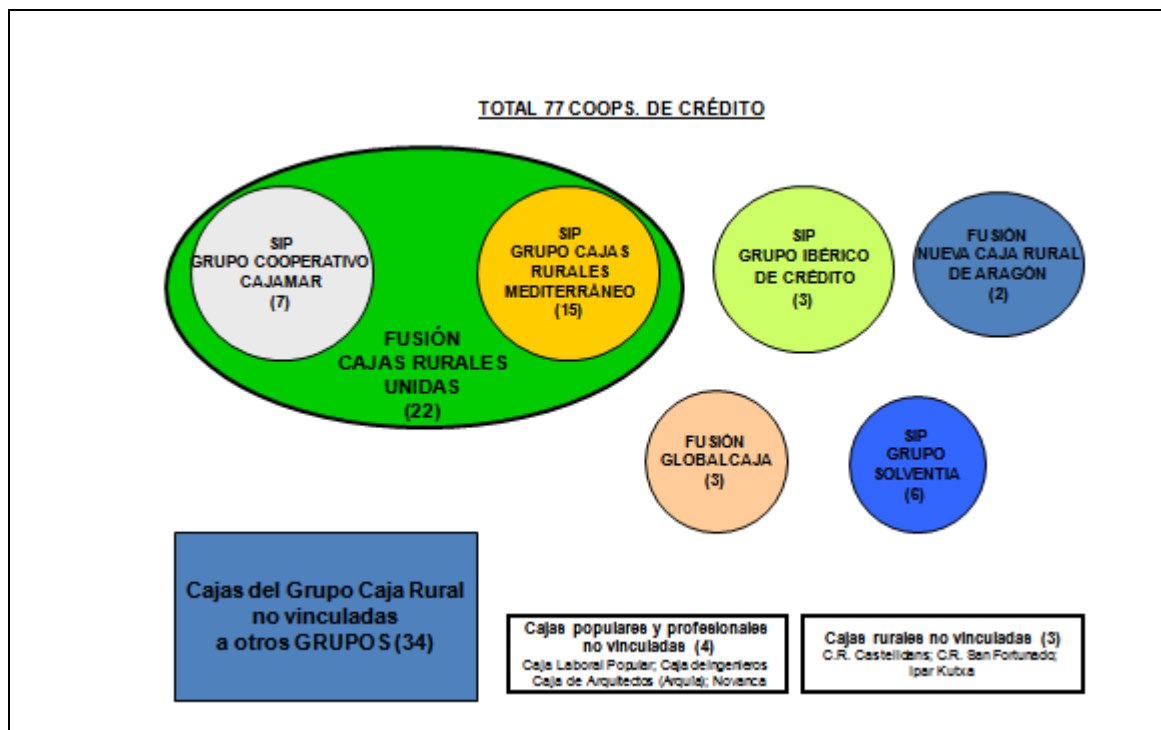 TOTAL 77 COOPS. DE CRÉDITO
SIP
GRUPO COOPERATIVO
CAJAMAR
(7)
SIP
GRUPO CAJAS
RURALES
MEDITERRÁNEO
(15)
FUSIÓN
CAJAS RURALES
UNIDAS
(22)
SIP
GRUPO IBÉRICO
DE CRÉDITO
(3)
FUSIÓN
NUEVA CAJA RURAL
DE ARAGÓN
(2)
FUSIÓN
GLOBALCAJA
(3)
SIP
GRUPO
SOLVENTIA
(6)
Cajas del Grupo Caja Rural
no vinculadas
a otros GRUPOS (34)
Cajas populares y profesionales
no vinculadas (4)
Caja Laboral Popular; Caja de Ingenieros
Caja de Arquitectos (Arquia); Novanca
Cajas rurales no vinculadas (3)
C.R. Castelldans; C.R. San Fortunado;
Ipar Kutxa